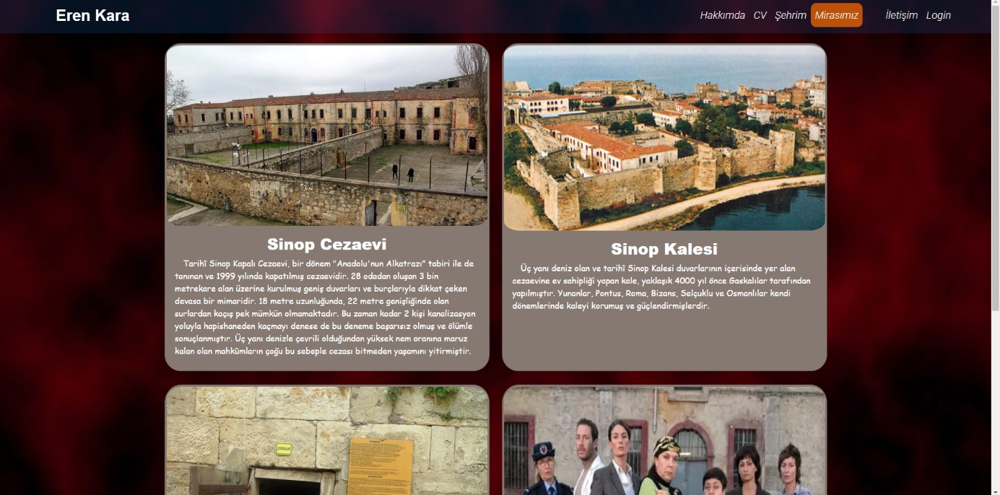 Eren Kara
Hakkımda CV Şehrim Mirasımız İletişim Login
Sinop Cezaevi
Tarihî Sinop Kapalı Cezaevi, bir dönem "Anadolu'nun Alkatrazı" tabiri ile de
tanınan ve 1999 yılında kapatılmış cezaevidir. 28 odadan oluşan 3 bin
metrekare alan üzerine kurulmuş geniş duvarları ve burçlarıyla dikkat çeken
devasa bir mimaridir. 18 metre uzunluğunda, 22 metre genişliğinde olan
surlardan kaçış pek mümkün olmamaktadır. Bu zaman kadar 2 kişi kanalizasyon
yoluyla hapishaneden kaçmayı denese de bu deneme başarısız olmuş ve ölümle
sonuçlanmıştır. Üç yanı denizle çevrili olduğundan yüksek nem oranına maruz
kalan olan mahkûmların çoğu bu sebeple cezası bitmeden yaşamını yitirmiştir.
Sinop Kalesi
Üç yanı deniz olan ve tarihî Sinop Kalesi duvarlarının içerisinde yer alan
cezaevine ev sahipliği yapan kale, yaklaşık 4000 yıl önce Gaskalılar tarafından
yapılmıştır. Yunanlar, Pontus, Roma, Bizans, Selçuklu ve Osmanlılar kendi
dönemlerinde kaleyi korumuş ve güçlendirmişlerdir.
ZINDAN